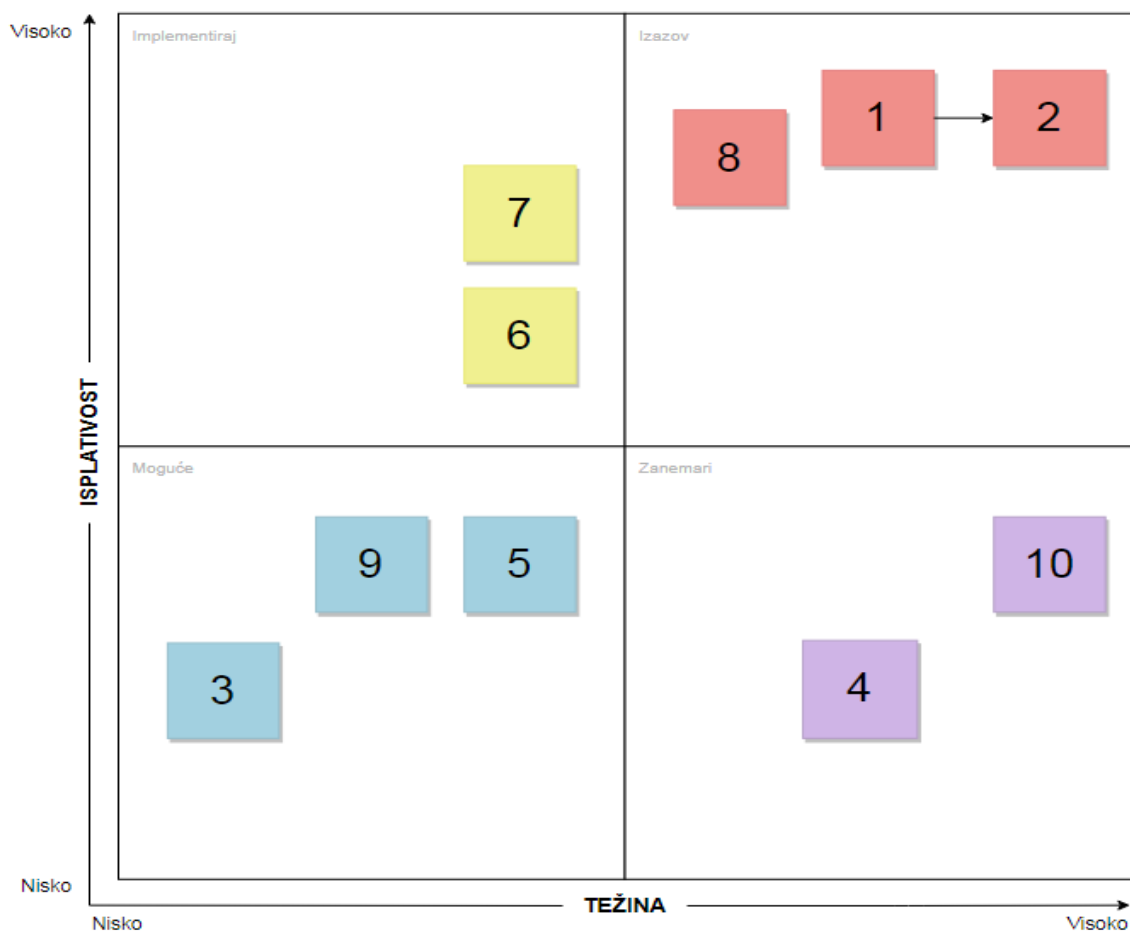 Visoko
Implementiraj
Izazov
1
2
8
7
6
ISPLATIVOST
Moguće
Zanemari
9
5
10
3
4
Nisko
TEŽINA
Nisko
Visoko